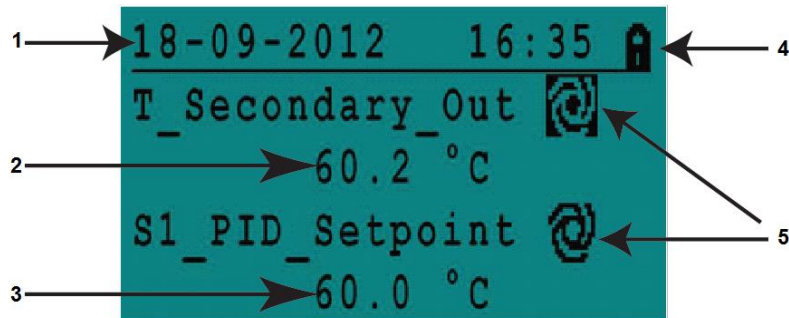 1 18-09-2012 16:35 4
T_Secondary_Out
2 60.2 °C
S1_PID_Setpoint 5
3 60.0 °C